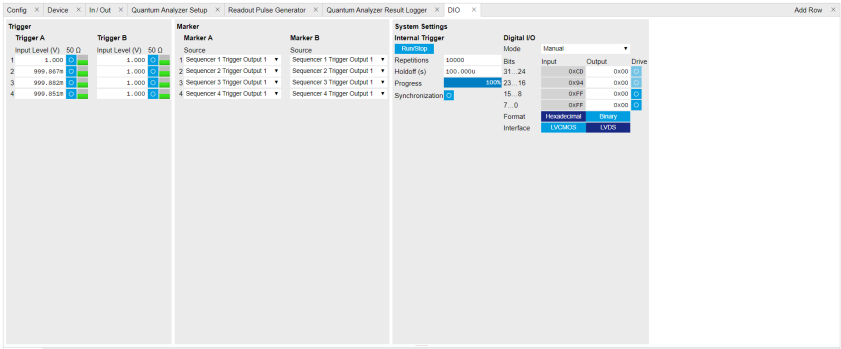 Config × Device × In / Out × Quantum Analyzer Setup × Readout Pulse Generator × Quantum Analyzer Result Logger × DIO × Add Row ×
Trigger
Trigger A Trigger B
Input Level (V) 50 Ω Input Level (V) 50 Ω
1 1.000 1.000
2 999.867m 1.000
3 999.882m 1.000
4 999.851m 1.000
Marker
Marker A Marker B
Source Source
1 Sequencer 1 Trigger Output 1 ▼ Sequencer 1 Trigger Output 1 ▼
2 Sequencer 2 Trigger Output 1 ▼ Sequencer 2 Trigger Output 1 ▼
3 Sequencer 3 Trigger Output 1 ▼ Sequencer 3 Trigger Output 1 ▼
4 Sequencer 4 Trigger Output 1 ▼ Sequencer 4 Trigger Output 1 ▼
System Settings
Internal Trigger
Run/Stop
Repetitions 10000
Holdoff (s) 100.000u
Progress 100%
Synchronization
Digital I/O
Mode Manual ▼
Bits Input Output Drive
31...24 0xCD 0x00
23...16 0x94 0x00
15...8 0xFF 0x00
7...0 0xFF 0x00
Format Hexadecimal Binary
Interface LVCMOS LVDS